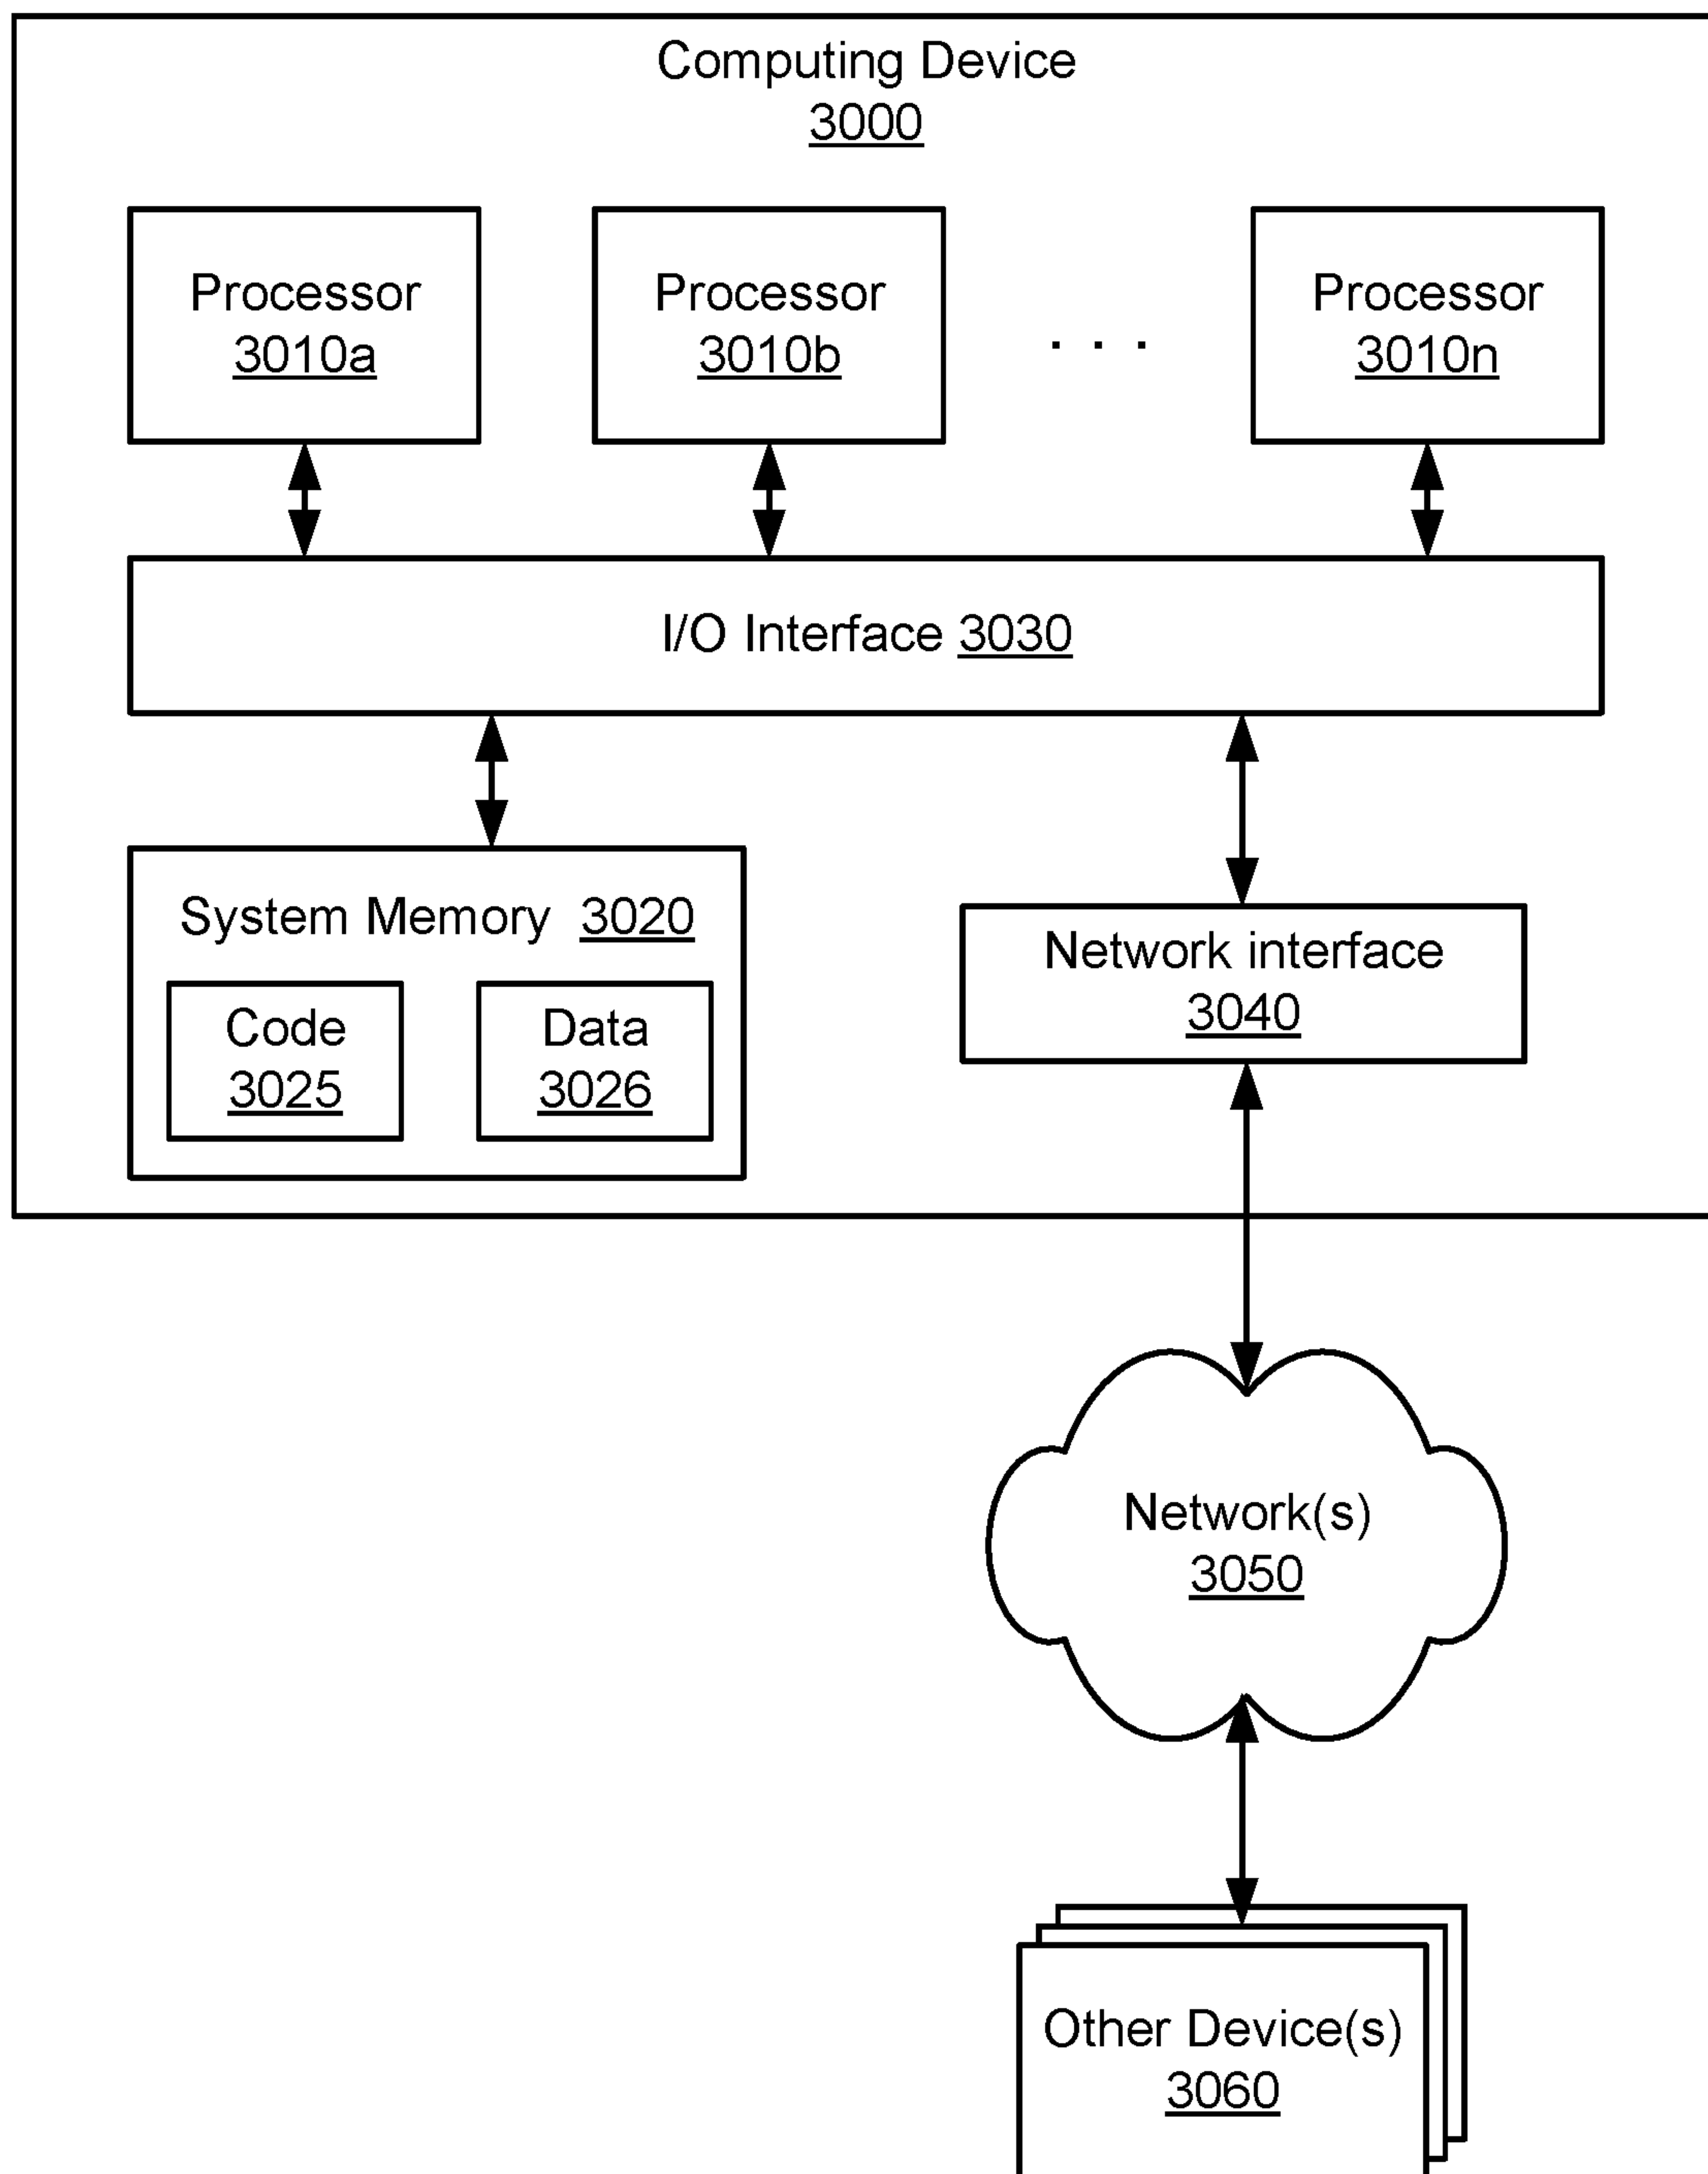 Computing Device
3000
Processor
3010a
Processor
3010b
. . .
Processor
3010n
I/O Interface 3030
System Memory 3020
Code
3025
Data
3026
Network interface
3040
Network(s)
3050
Other Device(s)
3060